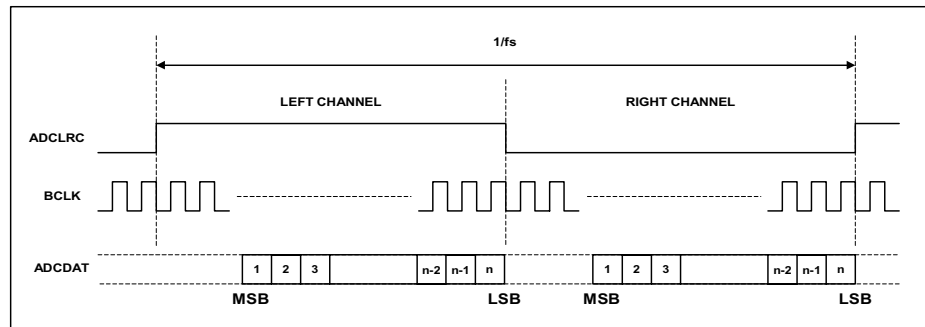 1/fs
LEFT CHANNEL RIGHT CHANNEL
ADCLRC
BCLK
ADCDAT 1 2 3 n-2 n-1 n 1 2 3 n-2 n-1 n
MSB LSB MSB LSB